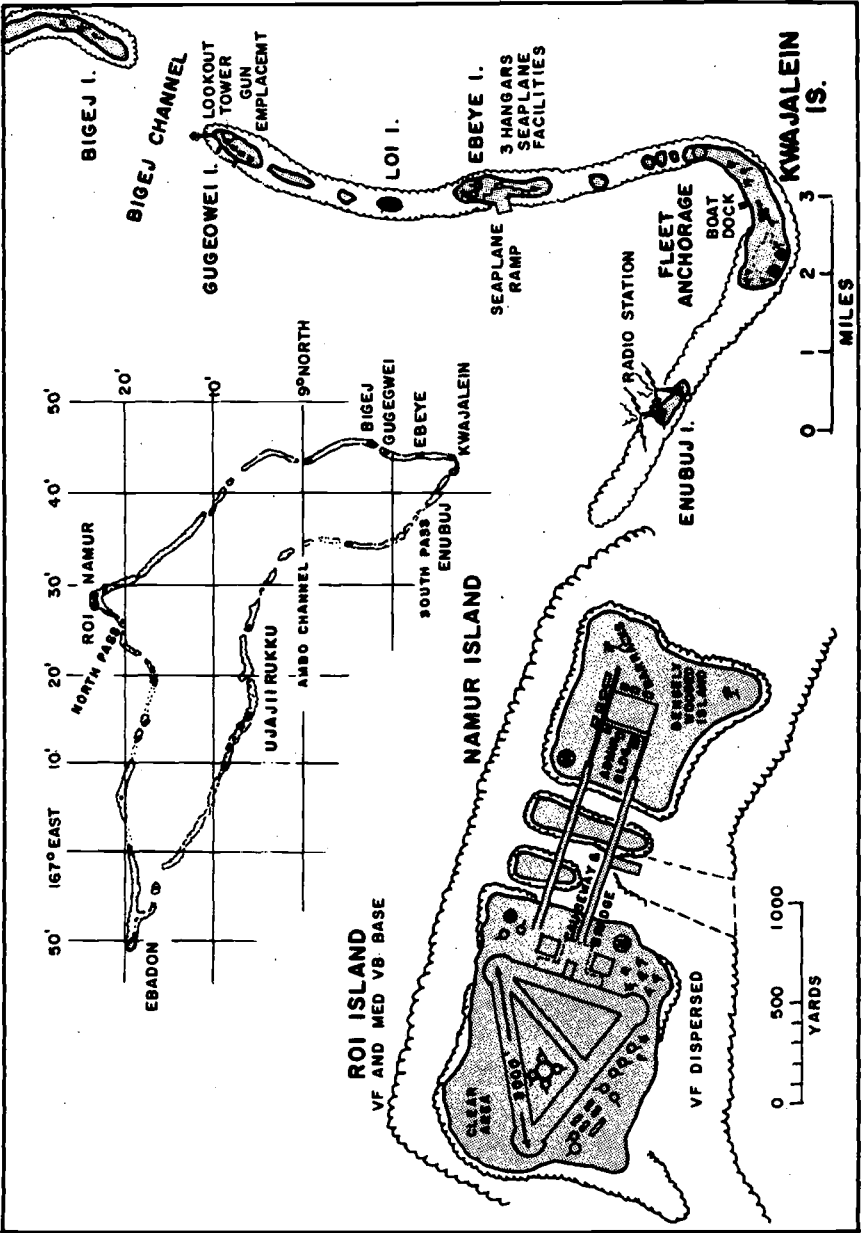 BIGEJ I.
BIGEJ CHANNEL
LOOKOUT
TOWER
GUN
EMPLACEMT
GUGEOWEI I.
LOI I.
EBEYE I.
3 HANGARS
SEAPLANE
FACILITIES
SEAPLANE
RAMP
KWAJALEIN
IS.
FLEET
ANCHORAGE
BOAT
DOCK
RADIO STATION
ENUBUJ I.
0 1 2 3
MILES
50'
167° EAST
10'
20'
30'
40'
50'
20'
10'
9° NORTH
ROI
NAMUR
NORTH PASS
EBADON
UJAJIIRUKKU
AMBO CHANNEL
SOUTH PASS
ENUBUJ
BIGEJ
GUGEGWEI
EBEYE
KWAJALEIN
ROI ISLAND
VF AND MED VB BASE
NAMUR ISLAND
CLEAR
AREA
CAUSEWAY &
BRIDGE
DENSELY
WOODED
ISLAND
VF DISPERSED
0 500 1000
YARDS